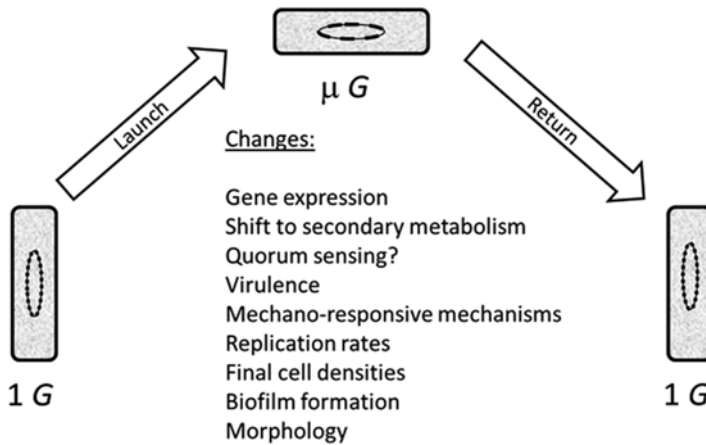 μ G
Launch
Return
Changes:
Gene expression
Shift to secondary metabolism
Quorum sensing?
Virulence
Mechano-responsive mechanisms
Replication rates
Final cell densities
Biofilm formation
Morphology
1 G
1 G